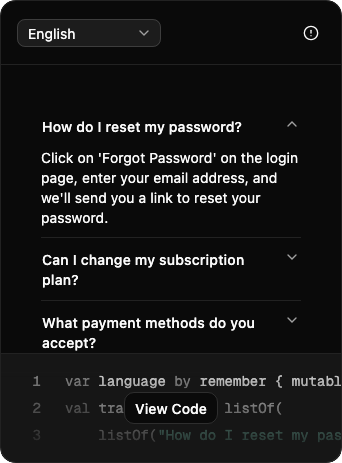 English
How do I reset my password?
Click on 'Forgot Password' on the login
page, enter your email address, and
we'll send you a link to reset your
password.
Can I change my subscription
plan?
What payment methods do you
accept?
1 var language by remember { mutabl
2 val tra View Code listOf(
3 listOf("How do I reset my pas